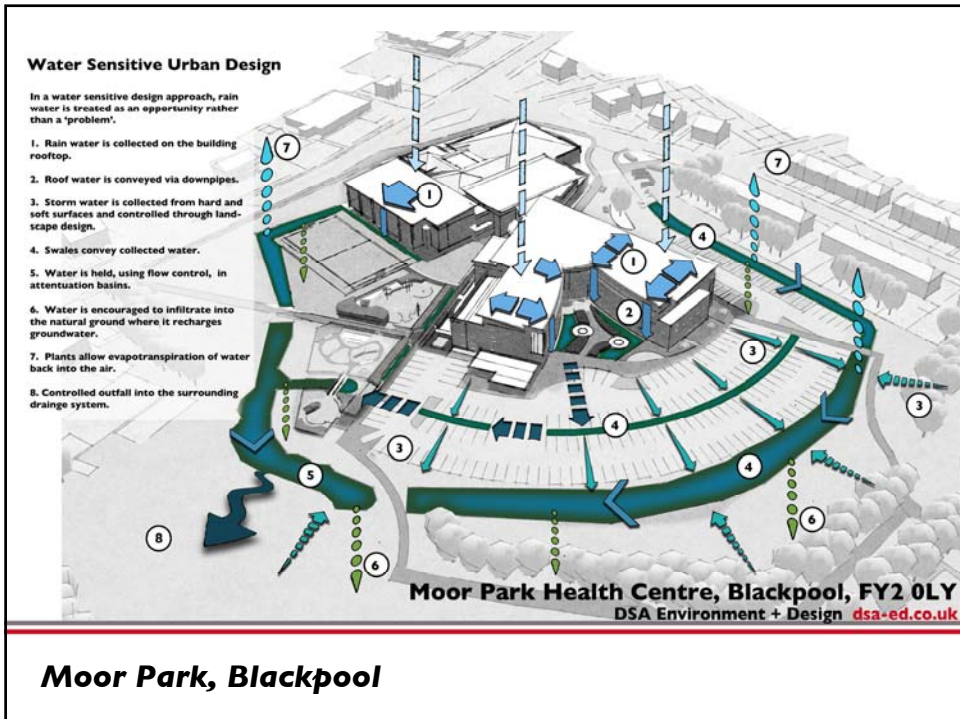 Water Sensitive Urban Design
In a water sensitive design approach, rain
water is treated as an opportunity rather
than a ‘problem’.
1. Rain water is collected on the building
rooftop.
2. Roof water is conveyed via downpipes.
3. Storm water is collected from hard and
soft surfaces and controlled through land-
scape design.
4. Swales convey collected water.
5. Water is held, using flow control, in
attentuation basins.
6. Water is encouraged to infiltrate into
the natural ground where it recharges
groundwater.
7. Plants allow evapotranspiration of water
back into the air.
8. Controlled outfall into the surrounding
drainge system.
7
7
1
4
1
2
3
3
4
3
4
5
6
8
6
Moor Park Health Centre, Blackpool, FY2 0LY
DSA Environment + Design dsa-ed.co.uk
Moor Park, Blackpool